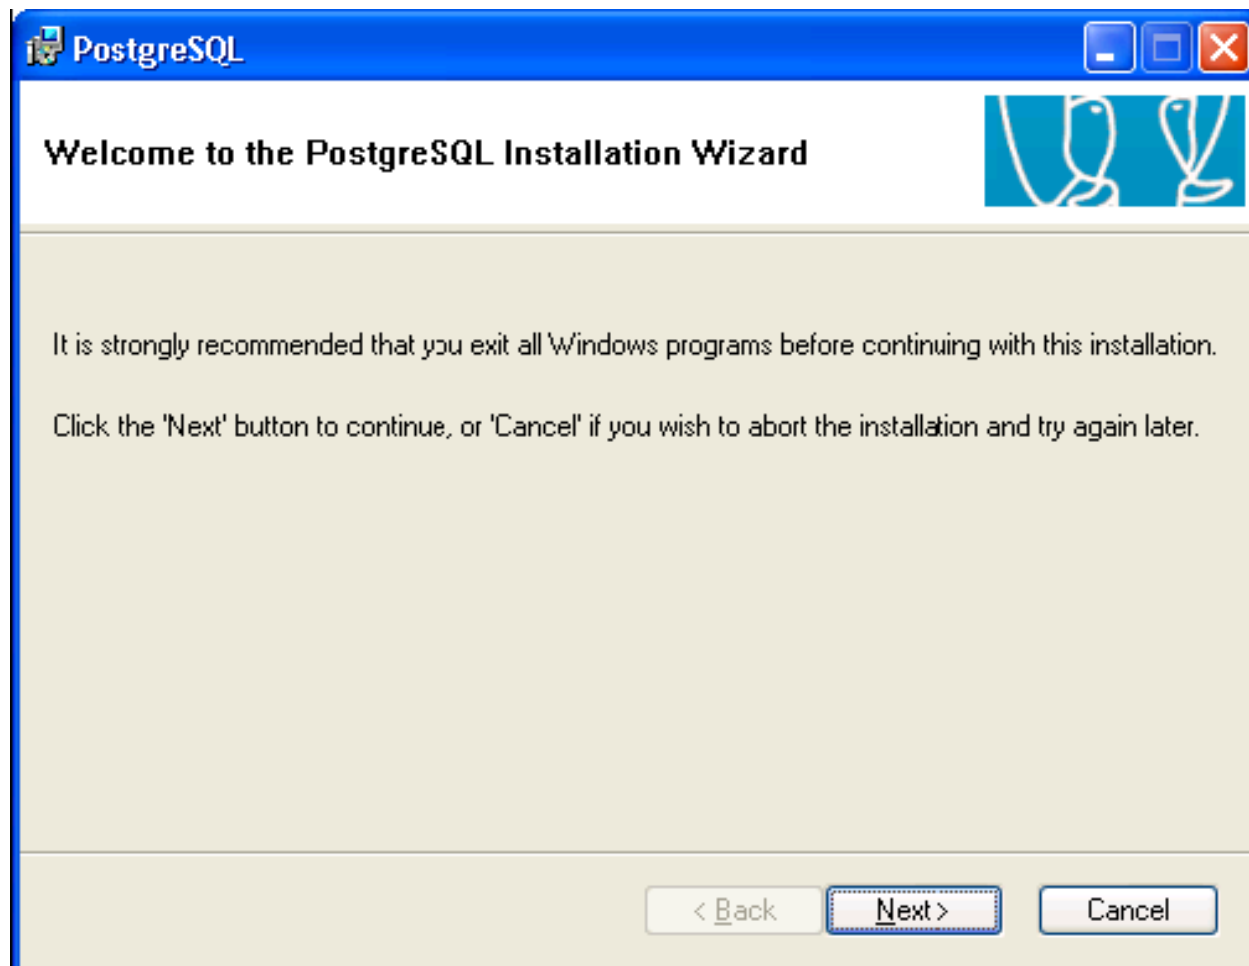 PostgreSQL
Welcome to the PostgreSQL Installation Wizard
It is strongly recommended that you exit all Windows programs before continuing with this installation.
Click the 'Next' button to continue, or 'Cancel' if you wish to abort the installation and try again later.
< Back
Next >
Cancel